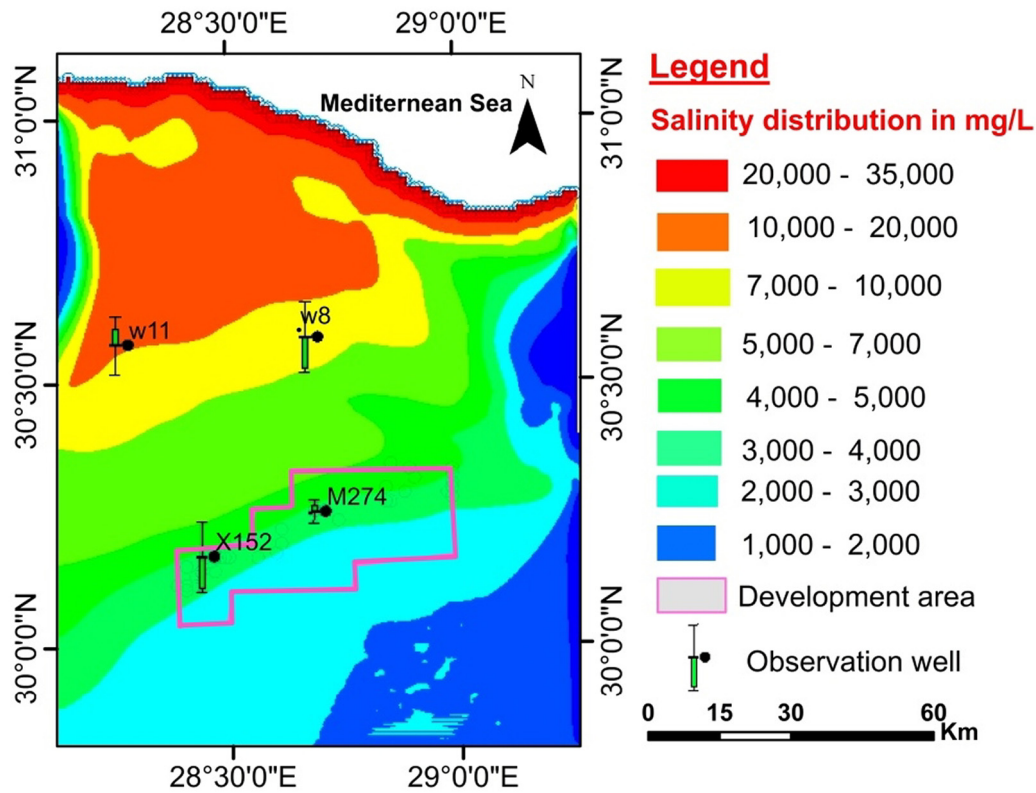 28°30'0"E 29°0'0"E
N
Mediternean Sea
31°0'0"N
31°0'0"N
w8
w11
30°30'0"N
30°30'0"N
M274
X152
30°0'0"N
30°0'0"N
28°30'0"E 29°0'0"E
Legend
Salinity distribution in mg/L
20,000 - 35,000
10,000 - 20,000
7,000 - 10,000
5,000 - 7,000
4,000 - 5,000
3,000 - 4,000
2,000 - 3,000
1,000 - 2,000
Development area
Observation well
0 15 30 60
Km